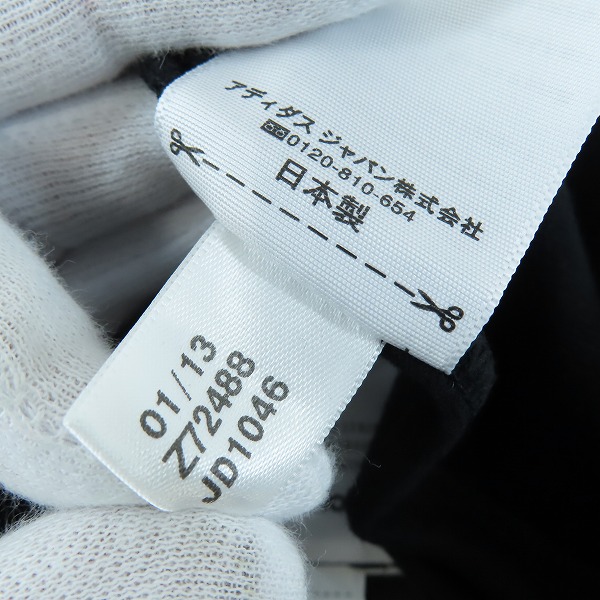 アディダス ジャパン株式会社
0120-810-654
日本製
01/13
Z72488
JD1046